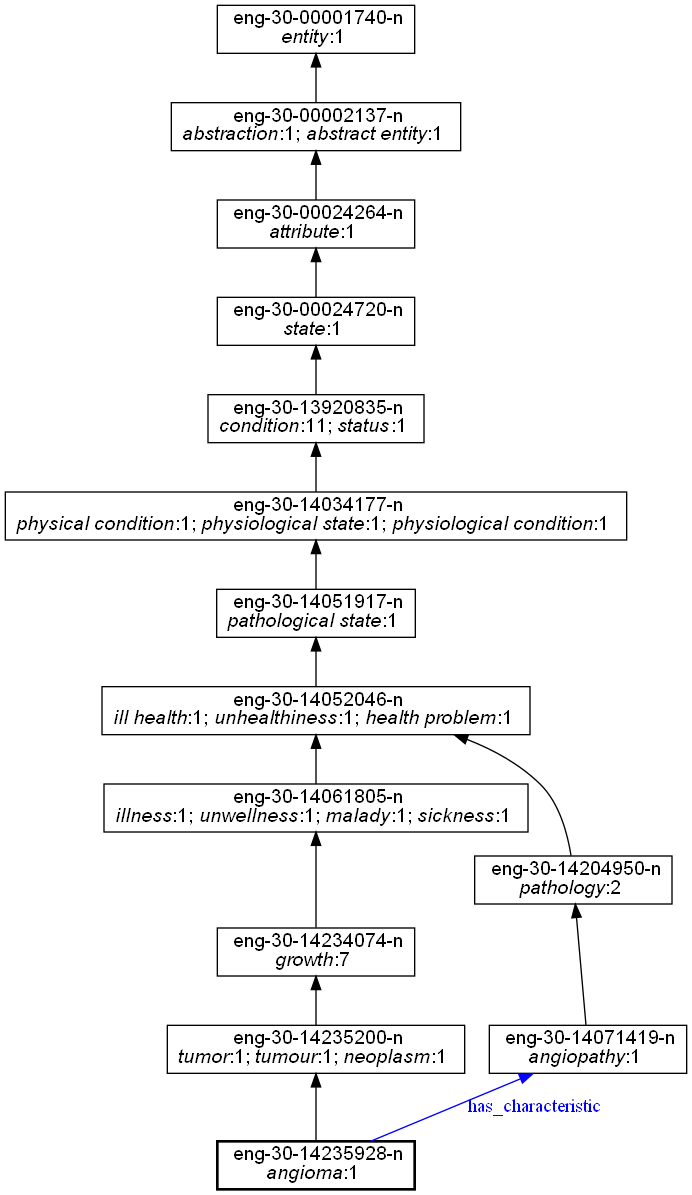 eng-30-00001740-n
entity:1
eng-30-00002137-n
abstraction:1; abstract entity:1
eng-30-00024264-n
attribute:1
eng-30-00024720-n
state:1
eng-30-13920835-n
condition:11; status:1
eng-30-14034177-n
physical condition:1; physiological state:1; physiological condition:1
eng-30-14051917-n
pathological state:1
eng-30-14052046-n
ill health:1; unhealthiness:1; health problem:1
eng-30-14061805-n
illness:1; unwellness:1; malady:1; sickness:1
eng-30-14204950-n
pathology:2
eng-30-14234074-n
growth:7
eng-30-14235200-n
tumor:1; tumour:1; neoplasm:1
eng-30-14071419-n
angiopathy:1
has_characteristic
eng-30-14235928-n
angioma:1